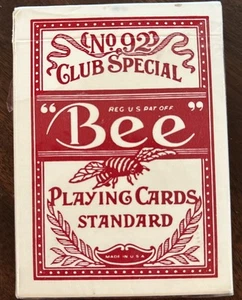 No. 92
CLUB SPECIAL
REG U.S PAT OFF
"Bee"
PLAYING CARDS
STANDARD
MADE IN U.S.A